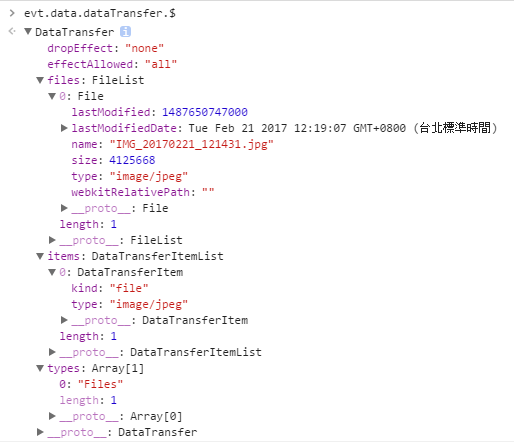 evt.data.dataTransfer.$
DataTransfer i
dropEffect: "none"
effectAllowed: "all"
files: FileList
0: File
lastModified: 1487650747000
lastModifiedDate: Tue Feb 21 2017 12:19:07 GMT+0800 (台北標準時間)
name: "IMG_20170221_121431.jpg"
size: 4125668
type: "image/jpeg"
webkitRelativePath: ""
__proto__: File
length: 1
__proto__: FileList
items: DataTransferItemList
0: DataTransferItem
kind: "file"
type: "image/jpeg"
__proto__: DataTransferItem
length: 1
__proto__: DataTransferItemList
types: Array[1]
0: "Files"
length: 1
__proto__: Array[0]
__proto__: DataTransfer